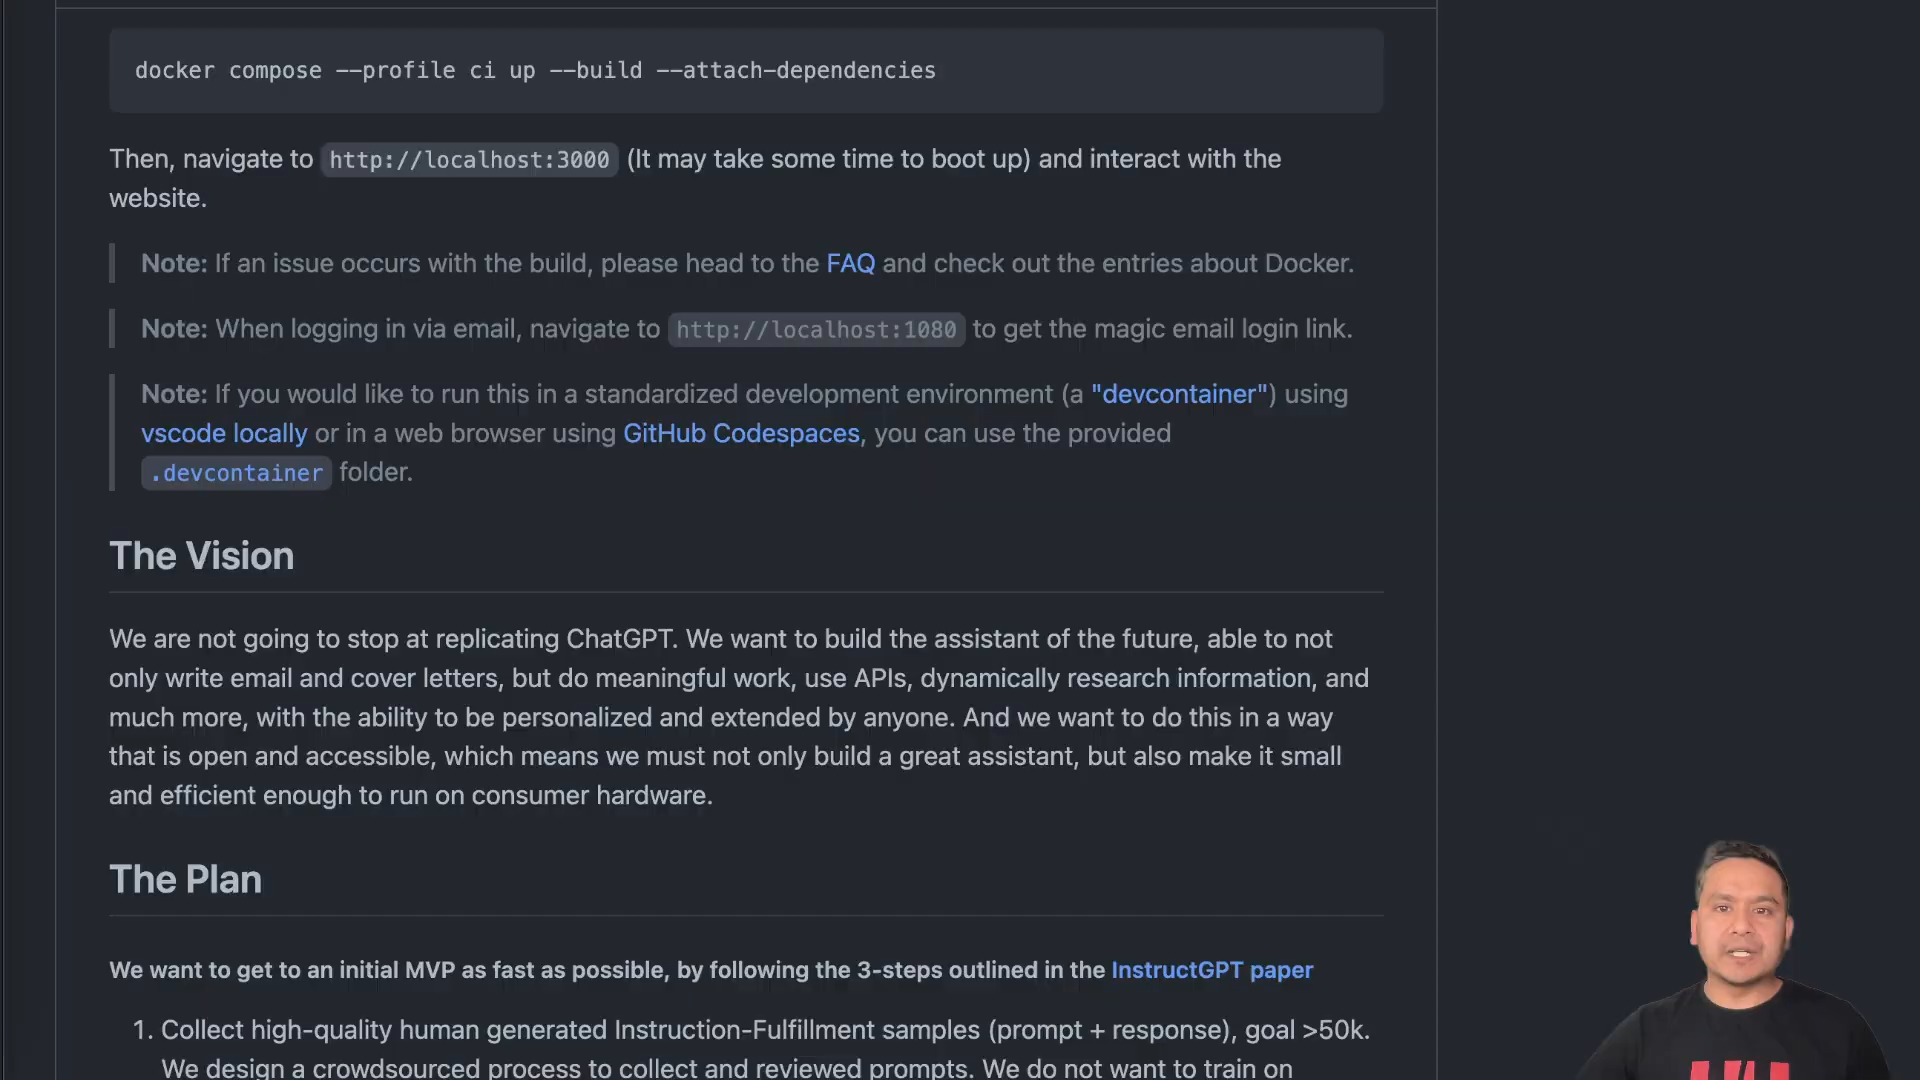 docker compose --profile ci up --build --attach-dependencies
Then, navigate to http://localhost:3000 (It may take some time to boot up) and interact with the
website.
Note: If an issue occurs with the build, please head to the FAQ and check out the entries about Docker.
Note: When logging in via email, navigate to http://localhost:1080 to get the magic email login link.
Note: If you would like to run this in a standardized development environment (a "devcontainer") using
vscode locally or in a web browser using GitHub Codespaces, you can use the provided
.devcontainer folder.
The Vision
We are not going to stop at replicating ChatGPT. We want to build the assistant of the future, able to not
only write email and cover letters, but do meaningful work, use APIs, dynamically research information, and
much more, with the ability to be personalized and extended by anyone. And we want to do this in a way
that is open and accessible, which means we must not only build a great assistant, but also make it small
and efficient enough to run on consumer hardware.
The Plan
We want to get to an initial MVP as fast as possible, by following the 3-steps outlined in the InstructGPT paper
1. Collect high-quality human generated Instruction-Fulfillment samples (prompt + response), goal >50k.
We design a crowdsourced process to collect and reviewed prompts. We do not want to train on